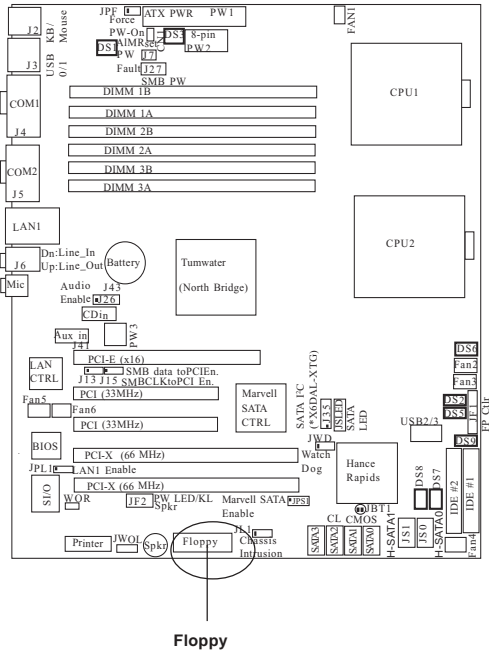 JPF
Force
PW-On
ATX PWR PW1
FAN1
J2
KB/
Mouse
DS1
AIMRset
PW
J7
CN1
DS3
8-pin
PW2
Fault
J27
SMB PW
J3
USB
0/1
DIMM 1B
DIMM 1A
DIMM 2B
DIMM 2A
DIMM 3B
DIMM 3A
CPU1
COM1
J4
COM2
J5
LAN1
CPU2
J6
Dn:Line_In
Up:Line_Out
Mic
Battery
Tumwater
(North Bridge)
Audio
Enable
J43
J26
CDin
Aux in
J41
PW3
DS6
Fan2
Fan3
LAN
CTRL
PCI-E (x16)
SMB data toPCIEn.
J13
J15
SMBCLKtoPCI En.
PCI (33MHz)
Fan5
Fan6
PCI (33MHz)
Marvell
SATA
CTRL
SATA I²C
(*X6DAL-XTG)
J35
JSLED
SATA
LED
DS2
DS5
JF1
FP Ctlr
USB2/3
DS9
BIOS
PCI-X (66 MHz)
JWD
Watch
Dog
Hance
Rapids
JPL1
LAN1 Enable
PCI-X (66 MHz)
SI/O
WOR
JF2
PW LED/KL
Spkr
Marvell SATA
Enable
JPS1
JBT1
DS8
DS7
IDE #2
IDE #1
Printer
JWOL
Spkr
Floppy
JL1
Chassis
Intrusion
CL CMOS
SATA3
SATA2
SATA1
SATA0
H-SATA1
JS1
JS0
H-SATA0
Fan4
Floppy